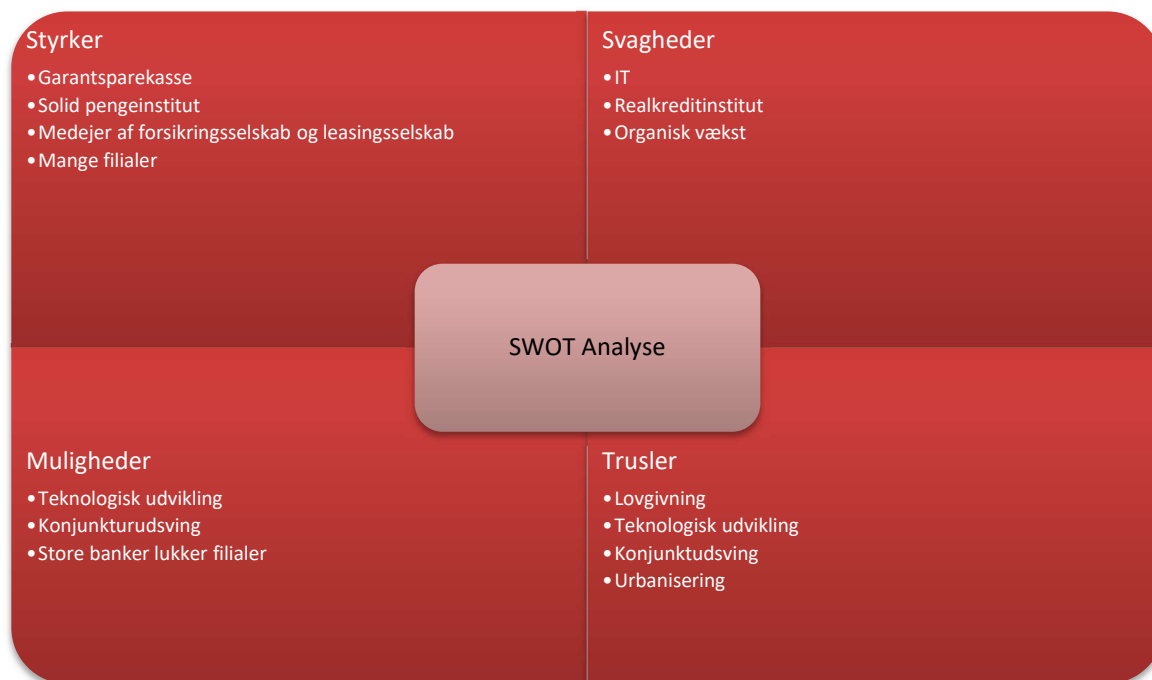 Styrker
•Garantsparekasse
•Solid pengeinstitut
•Medejer af forsikringsselskab og leasingsselskab
•Mange filialer
Svagheder
•IT
•Realkreditinstitut
•Organisk vækst
SWOT Analyse
Muligheder
•Teknologisk udvikling
•Konjunkturudsving
•Store banker lukker filialer
Trusler
•Lovgivning
•Teknologisk udvikling
•Konjunktudsving
•Urbanisering